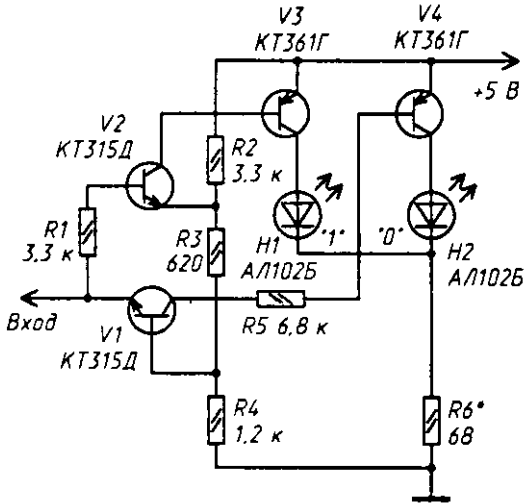 V3
КТ361Г
V4
КТ361Г
+5 В
V2
КТ315Д
R2
3,3 к
R1
3,3 к
R3
620
H1
АЛ102Б
"1"
"0"
H2
АЛ102Б
Вход
V1
КТ315Д
R5 6,8 к
R4
1,2 к
R6*
68